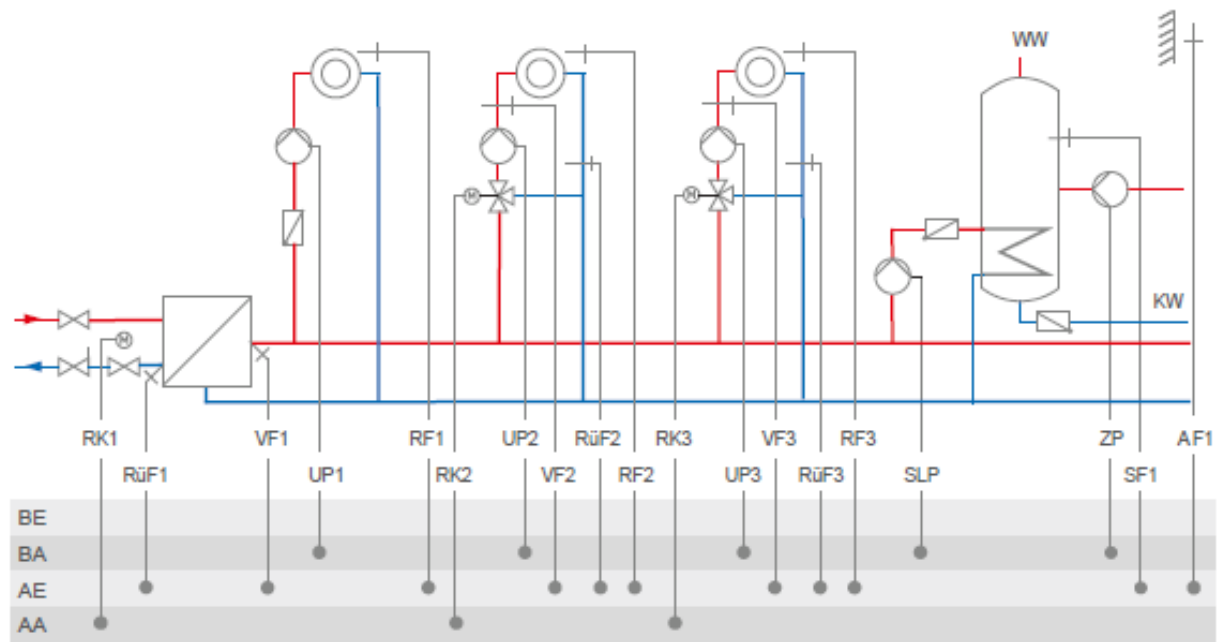 WW
M
M
KW
M
RK1 VF1 RF1 UP2 RüF2 RK3 VF3 RF3 ZP AF1
RüF1 UP1 RK2 VF2 RF2 UP3 RüF3 SLP SF1
BE
BA
AE
AA